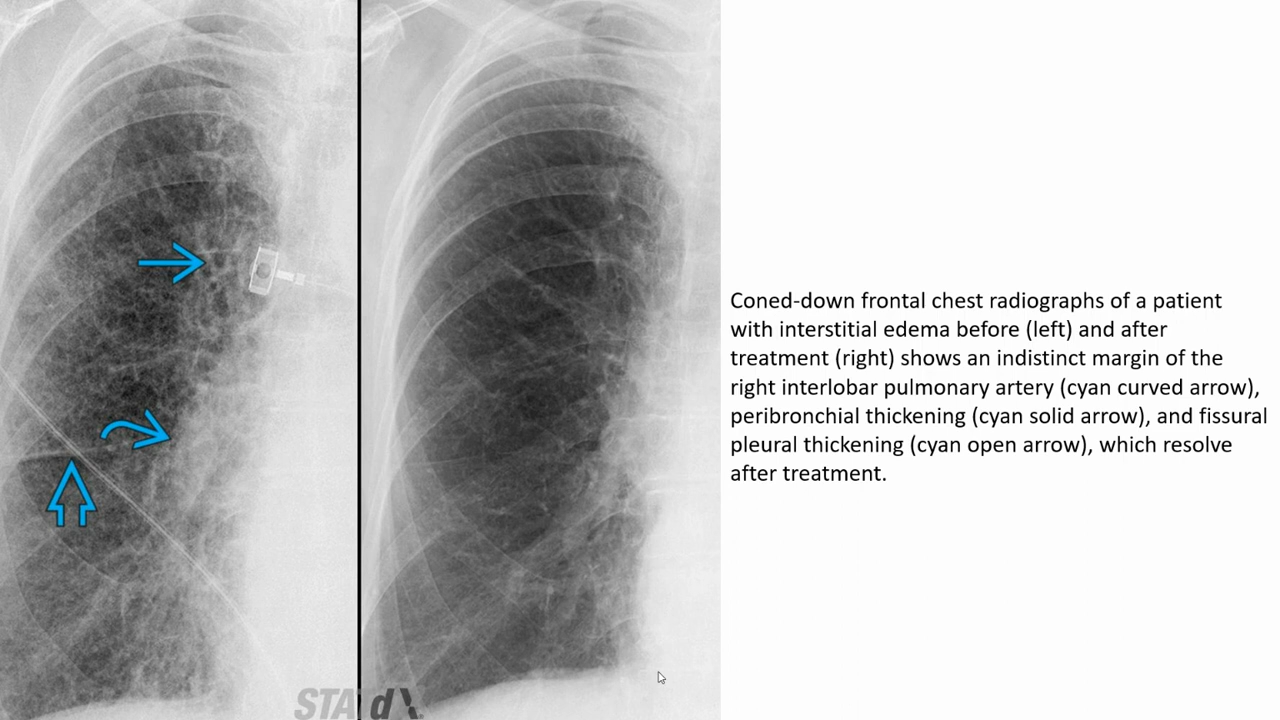 Coned-down frontal chest radiographs of a patient
with interstitial edema before (left) and after
treatment (right) shows an indistinct margin of the
right interlobar pulmonary artery (cyan curved arrow),
peribronchial thickening (cyan solid arrow), and fissural
pleural thickening (cyan open arrow), which resolve
after treatment.